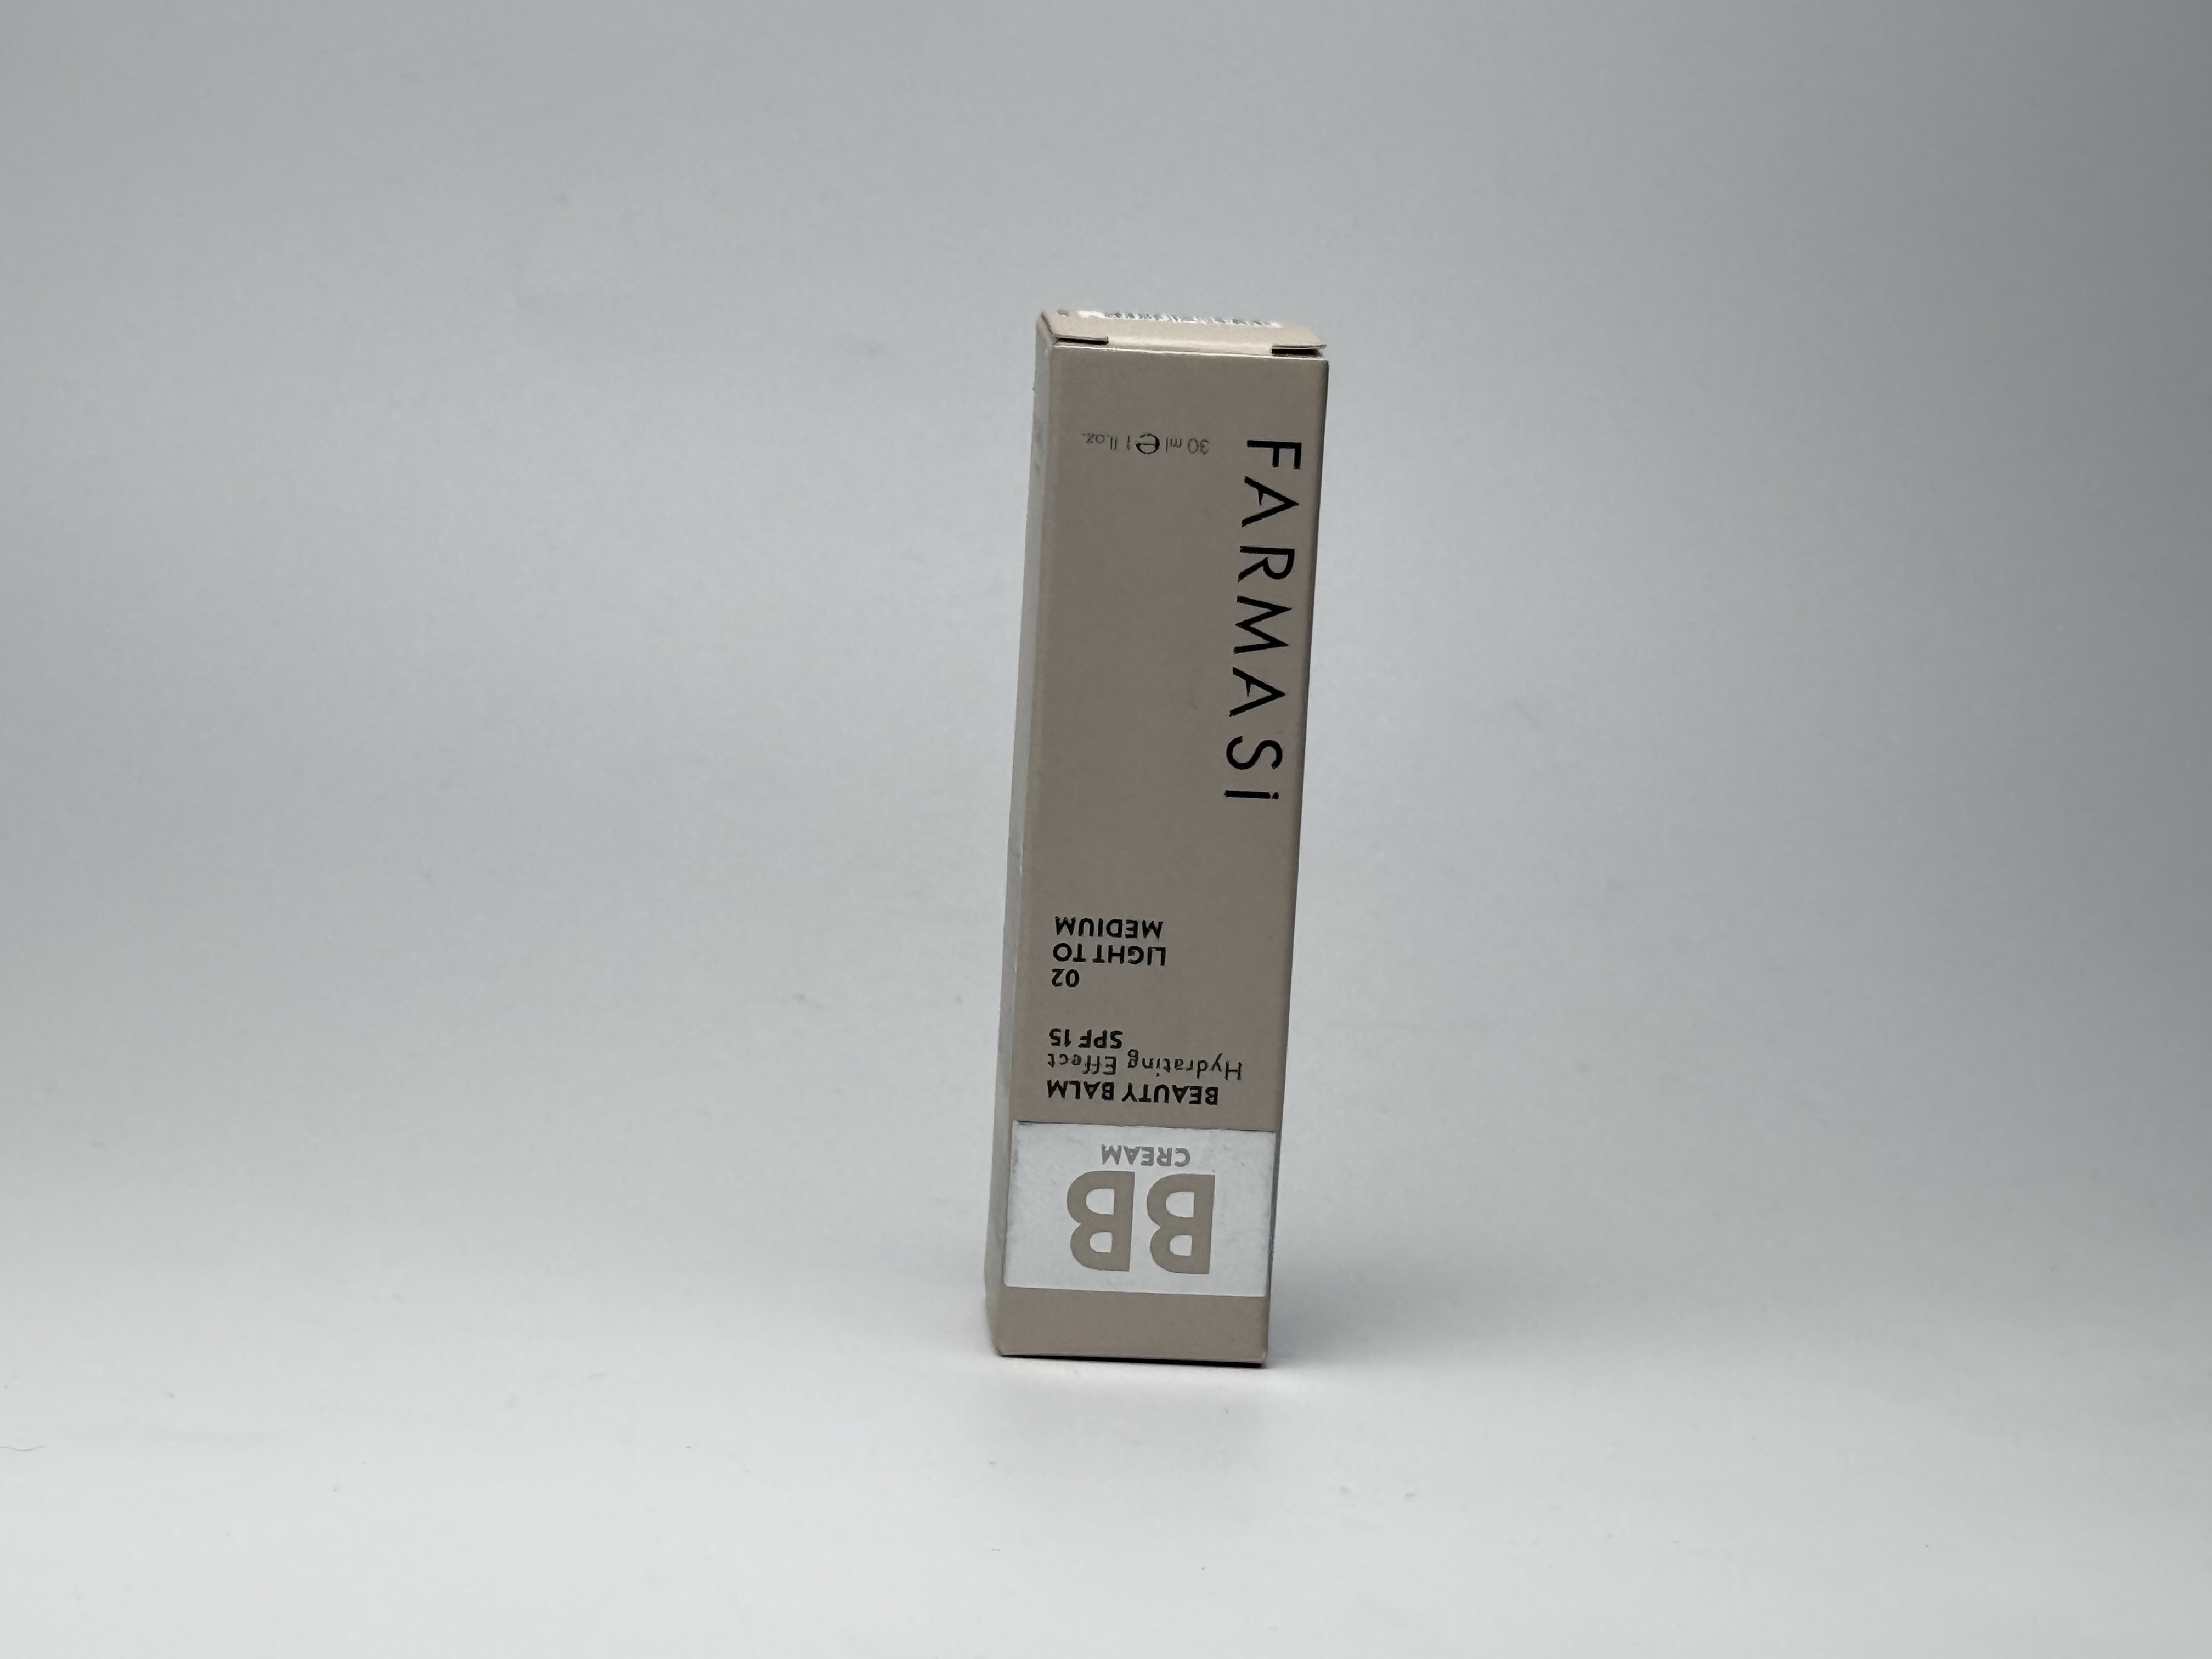 BB
CREAM
BEAUTY BALM
Hydrating Effect
SPF 15
02
LIGHT TO
MEDIUM
FARMASi
30 ml ℮ 1 fl.oz.